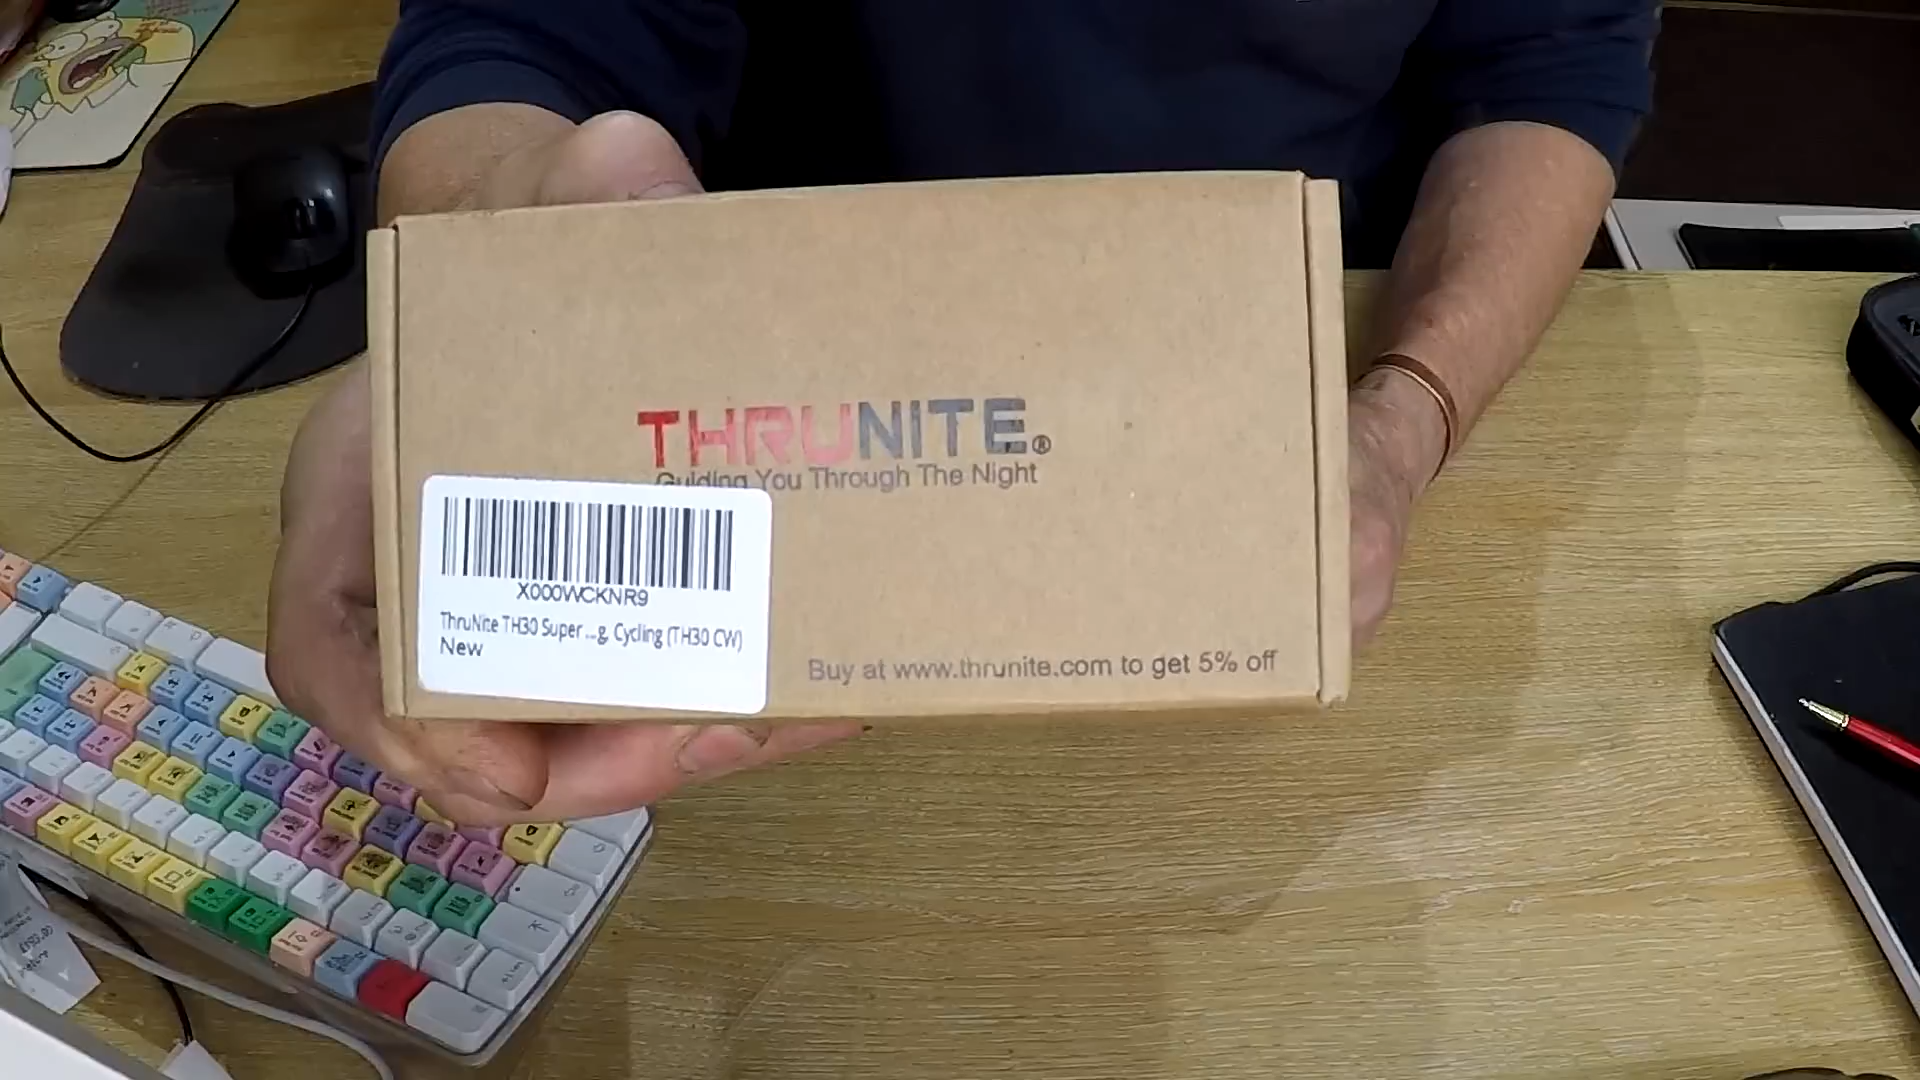 THRUNITE®
Guiding You Through The Night
X000WCKNR9
ThruNite TH30 Super ...g, Cycling (TH30 CW)
New
Buy at www.thrunite.com to get 5% off